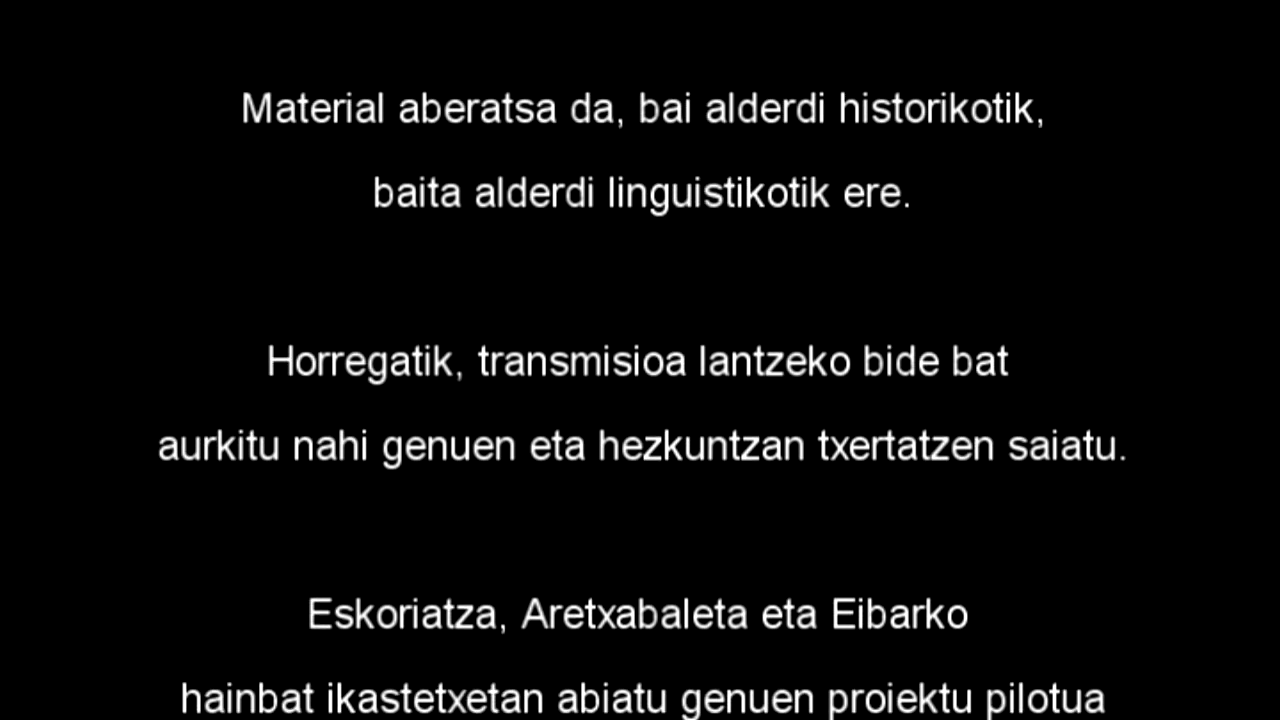 Material aberatsa da, bai alderdi historikotik,
baita alderdi linguistikotik ere.
Horregatik, transmisioa lantzeko bide bat
aurkitu nahi genuen eta hezkuntzan txertatzen saiatu.
Eskoriatza, Aretxabaleta eta Eibarko
hainbat ikastetxetan abiatu genuen proiektu pilotua